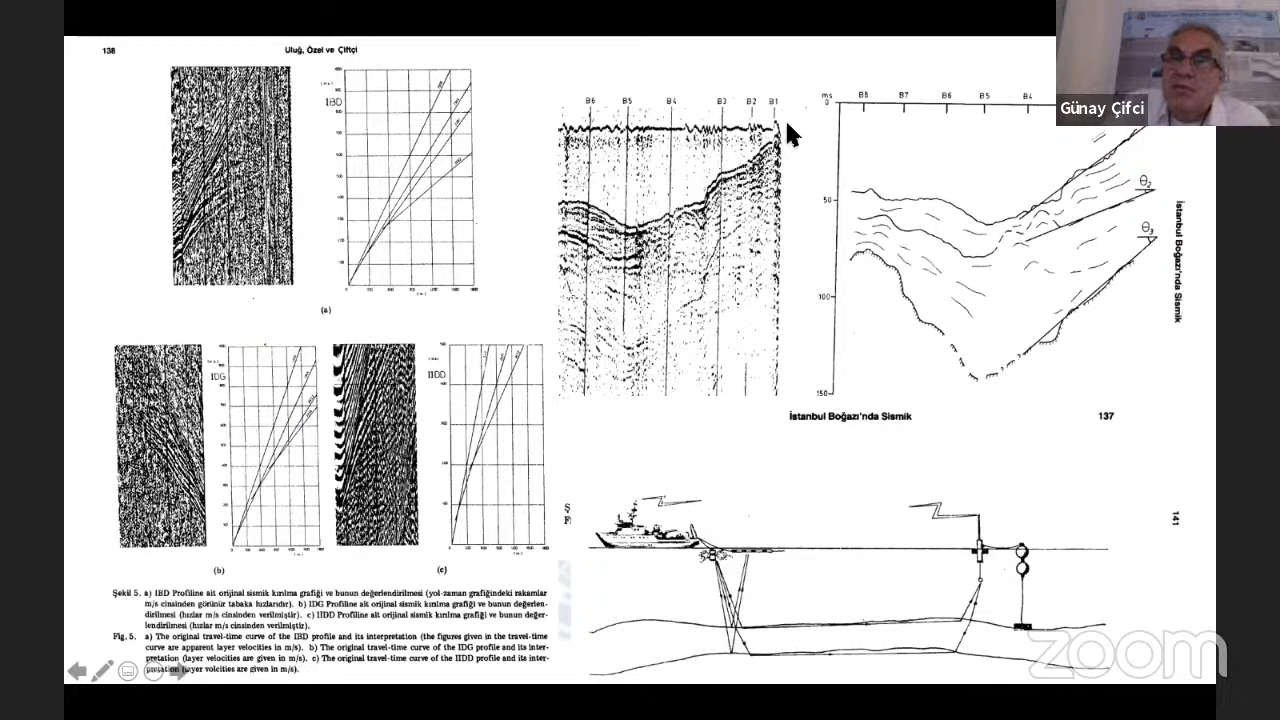 136
Uluğ, Özel ve Çiftçi
IBD
(a)
IDG
IIDD
(b)
(c)
Şekil 5. a) IBD Profiline ait orijinal sismik kırılma grafiği ve bunun değerlendirilmesi (yol-zaman grafiğindeki rakamlar
m/s cinsinden görünür tabaka hızlarıdır). b) IDG Profiline ait orijinal sismik kırılma grafiği ve bunun değerlen-
dirilmesi (hızlar m/s cinsinden verilmiştir). c) IIDD Profiline ait orijinal sismik kırılma grafiği ve bunun değer-
lendirilmesi (hızlar m/s cinsinden verilmiştir).
Fig. 5. a) The original travel-time curve of the IBD profile and its interpretation (the figures given in the travel-time
curve are apparent layer velocities in m/s). b) The original travel-time curve of the IDG profile and its inter-
pretation (layer velocities are given in m/s). c) The original travel-time curve of the IIDD profile and its inter-
pretation (layer volcities are given in m/s).
B6 B5 B4 B3 B2 B1
ms B8 B7 B6 B5 B4
0
50
100
150
θ2
θ3
İstanbul Boğazı'nda Sismik
İstanbul Boğazı'nda Sismik
137
141
Günay Çifci
zoom